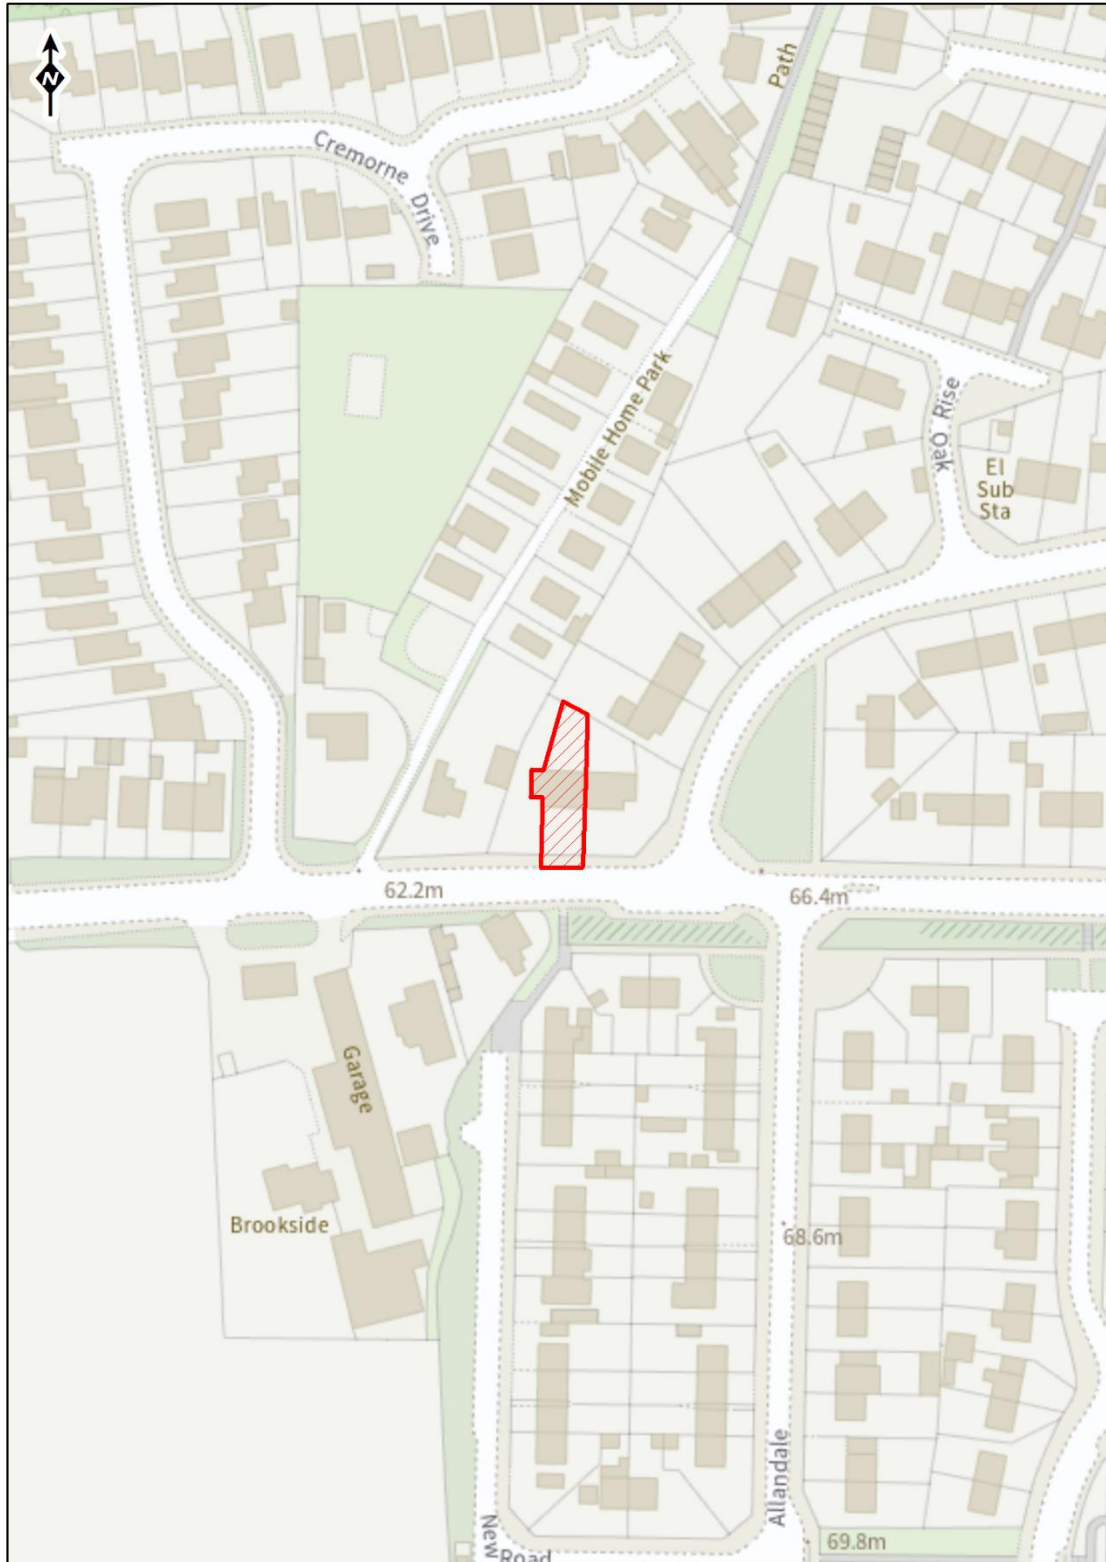 N
Path
Cremorne Drive
Mobile Home Park
Oak Rise
El
Sub
Sta
62.2m
66.4m
Garage
Brookside
68.6m
Allandale
New
Road
69.8m